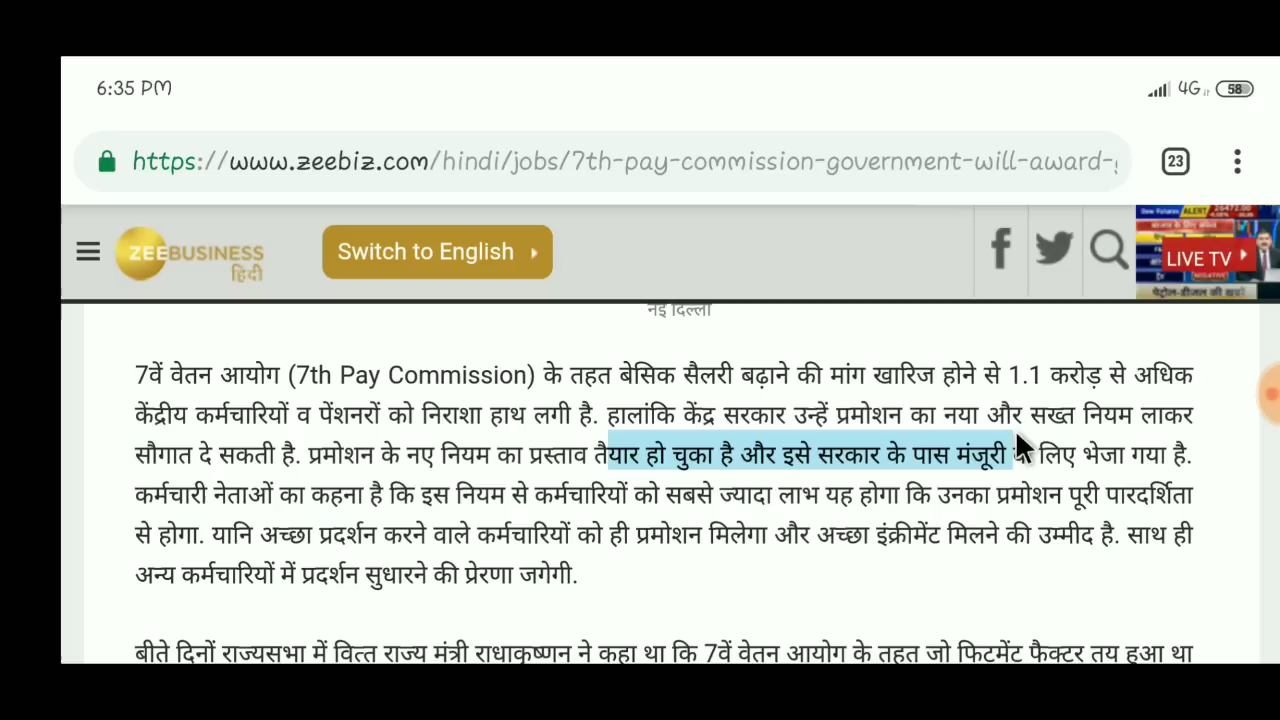 6:35 PM
4G
58
https://www.zeebiz.com/hindi/jobs/7th-pay-commission-government-will-award-
23
ZEEBUSINESS
हिंदी
Switch to English
ALERT
LIVE TV
नई दिल्ली
7वें वेतन आयोग (7th Pay Commission) के तहत बेसिक सैलरी बढ़ाने की मांग खारिज होने से 1.1 करोड़ से अधिक
केंद्रीय कर्मचारियों व पेंशनरों को निराशा हाथ लगी है. हालांकि केंद्र सरकार उन्हें प्रमोशन का नया और सख्त नियम लाकर
सौगात दे सकती है. प्रमोशन के नए नियम का प्रस्ताव तैयार हो चुका है और इसे सरकार के पास मंजूरी लिए भेजा गया है.
कर्मचारी नेताओं का कहना है कि इस नियम से कर्मचारियों को सबसे ज्यादा लाभ यह होगा कि उनका प्रमोशन पूरी पारदर्शिता
से होगा. यानि अच्छा प्रदर्शन करने वाले कर्मचारियों को ही प्रमोशन मिलेगा और अच्छा इंक्रीमेंट मिलने की उम्मीद है. साथ ही
अन्य कर्मचारियों में प्रदर्शन सुधारने की प्रेरणा जगेगी.
बीते दिनों राज्यसभा में वित्त राज्य मंत्री राधाकृष्णन ने कहा था कि 7वें वेतन आयोग के तहत जो फिटमेंट फैक्टर तय हुआ था